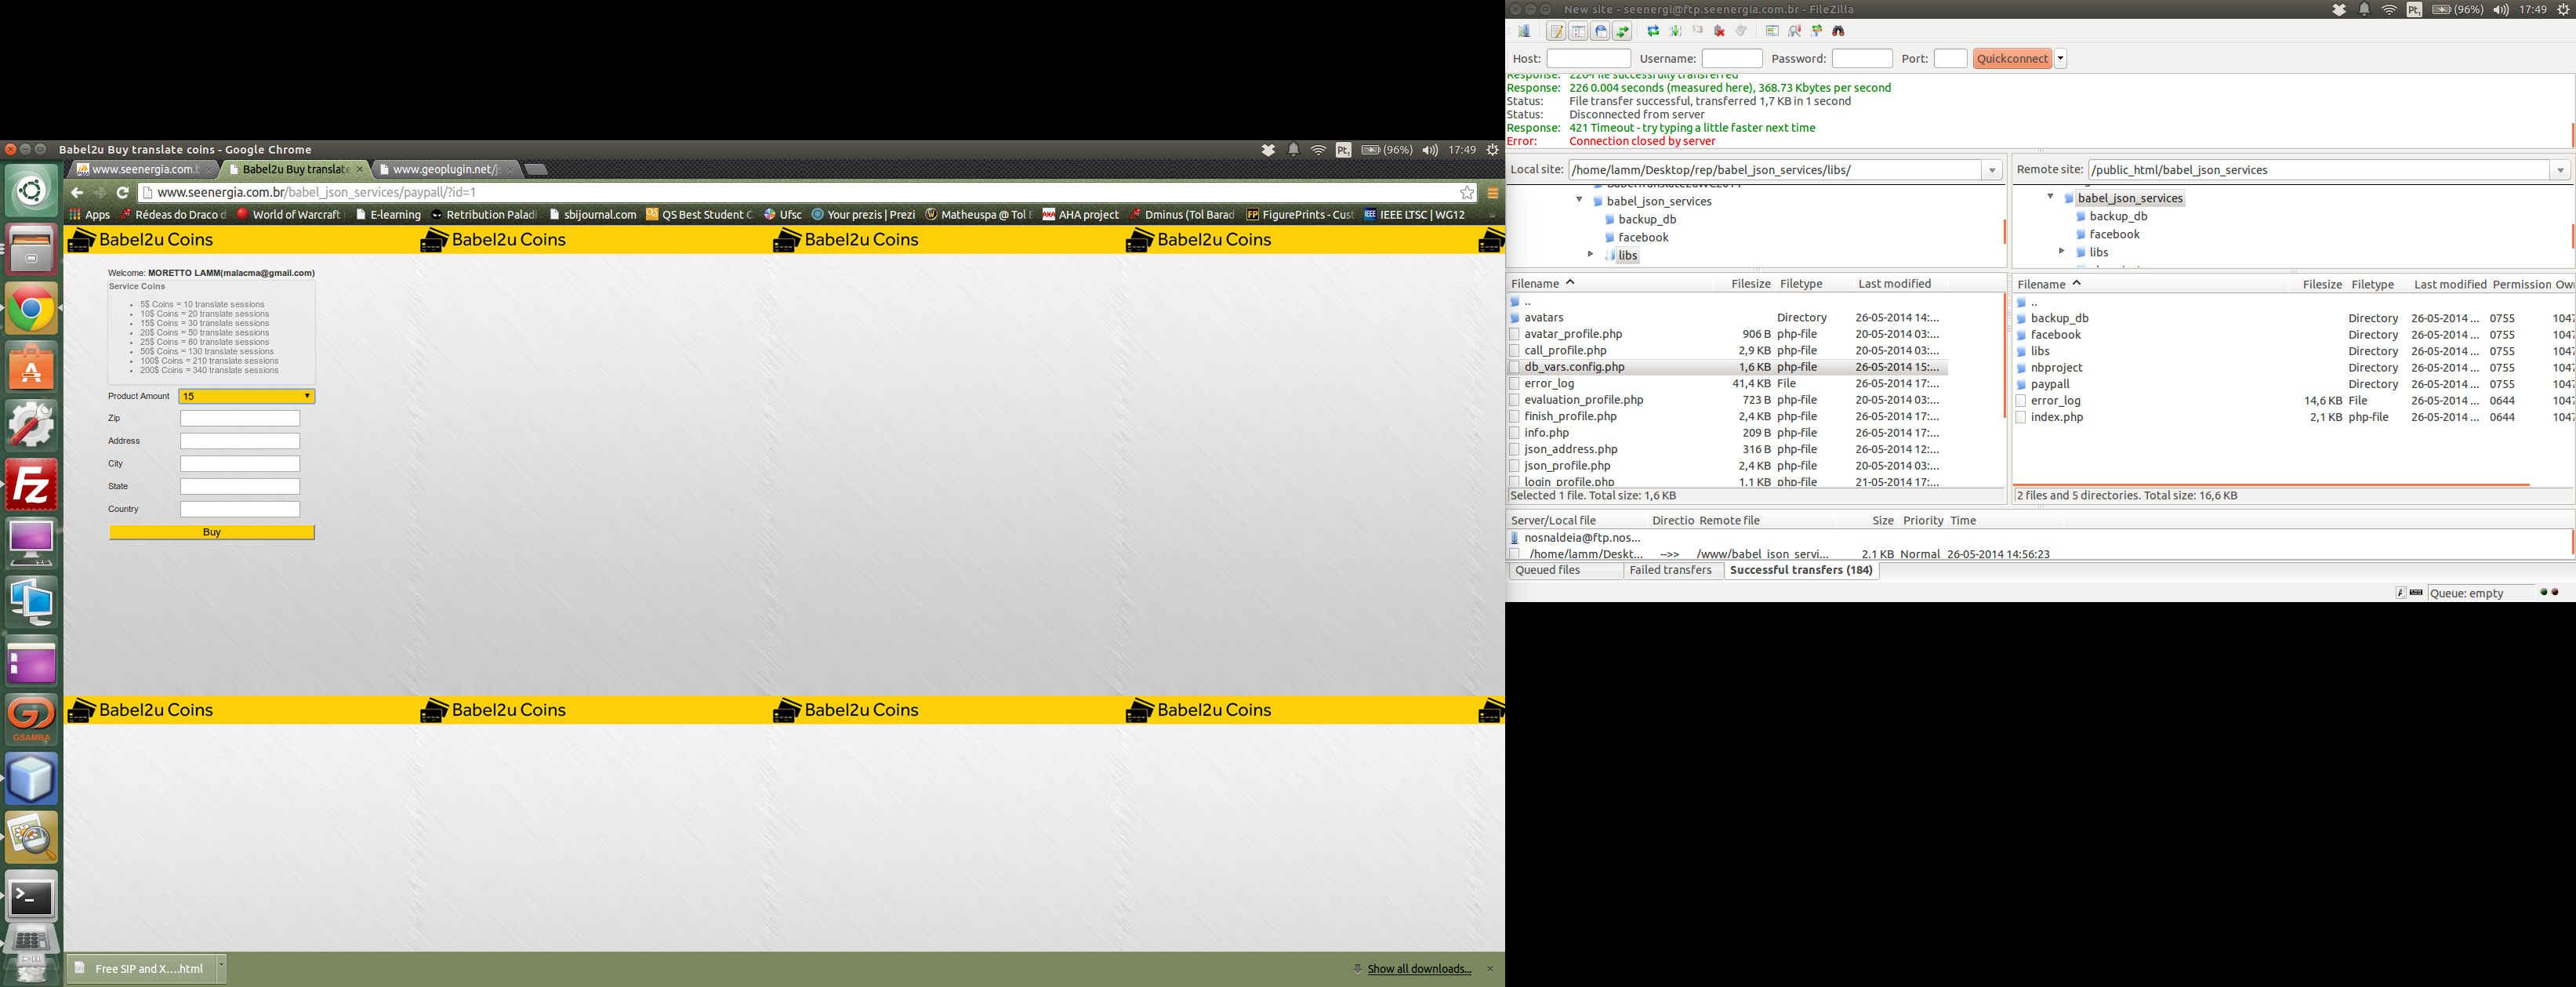 Babel2u Buy translate coins - Google Chrome
Pt₁ (96%) 17:49
www.seenergia.com.b
Babel2u Buy translate
www.geoplugin.net/j
www.seenergia.com.br/babel_json_services/paypall/?id=1
Apps Rédeas do Draco d World of Warcraft E-learning Retribution Paladi sbijournal.com QS Best Student C Ufsc Your prezis | Prezi Matheuspa @ Tol B AHA project Dminus (Tol Barad FigurePrints - Cust IEEE LTSC | WG12 »
Babel2u Coins Babel2u Coins Babel2u Coins Babel2u Coins
Welcome: MORETTO LAMM(malacma@gmail.com)
Service Coins
5$ Coins = 10 translate sessions
10$ Coins = 20 translate sessions
15$ Coins = 30 translate sessions
20$ Coins = 50 translate sessions
25$ Coins = 80 translate sessions
50$ Coins = 130 translate sessions
100$ Coins = 210 translate sessions
200$ Coins = 340 translate sessions
Product Amount 15
Zip
Address
City
State
Country
Buy
Babel2u Coins Babel2u Coins Babel2u Coins Babel2u Coins
GSAMBA
Free SIP and X....html
Show all downloads...
New site - seenergi@ftp.seenergia.com.br - FileZilla
Pt₁ (96%) 17:49
Host: Username: Password: Port: Quickconnect
Response: 226-File successfully transferred
Response: 226 0.004 seconds (measured here), 368.73 Kbytes per second
Status: File transfer successful, transferred 1,7 KB in 1 second
Status: Disconnected from server
Response: 421 Timeout - try typing a little faster next time
Error: Connection closed by server
Local site: /home/lamm/Desktop/rep/babel_json_services/libs/
babel_json_services
backup_db
facebook
libs
Filename Filesize Filetype Last modified
..
avatars Directory 26-05-2014 14:...
avatar_profile.php 906 B php-file 20-05-2014 03:...
call_profile.php 2,9 KB php-file 20-05-2014 03:...
db_vars.config.php 1,6 KB php-file 26-05-2014 15:...
error_log 41,4 KB File 26-05-2014 17:...
evaluation_profile.php 723 B php-file 20-05-2014 03:...
finish_profile.php 2,4 KB php-file 26-05-2014 17:...
info.php 209 B php-file 26-05-2014 17:...
json_address.php 316 B php-file 26-05-2014 12:...
json_profile.php 2,4 KB php-file 20-05-2014 03:...
login_profile.php 1,1 KB php-file 21-05-2014 17:...
Selected 1 file. Total size: 1,6 KB
Remote site: /public_html/babel_json_services
babel_json_services
backup_db
facebook
libs
Filename Filesize Filetype Last modified Permission Own
..
backup_db Directory 26-05-2014 ... 0755 1047
facebook Directory 26-05-2014 ... 0755 1047
libs Directory 26-05-2014 ... 0755 1047
nbproject Directory 26-05-2014 ... 0755 1047
paypall Directory 26-05-2014 ... 0755 1047
error_log 14,6 KB File 26-05-2014 ... 0644 1047
index.php 2,1 KB php-file 26-05-2014 ... 0644 1047
2 files and 5 directories. Total size: 16,6 KB
Server/Local file Directio Remote file Size Priority Time
nosnaldeia@ftp.nos...
/home/lamm/Deskt... -->> /www/babel_json_servi... 2,1 KB Normal 26-05-2014 14:56:23
Queued files Failed transfers Successful transfers (184)
Queue: empty